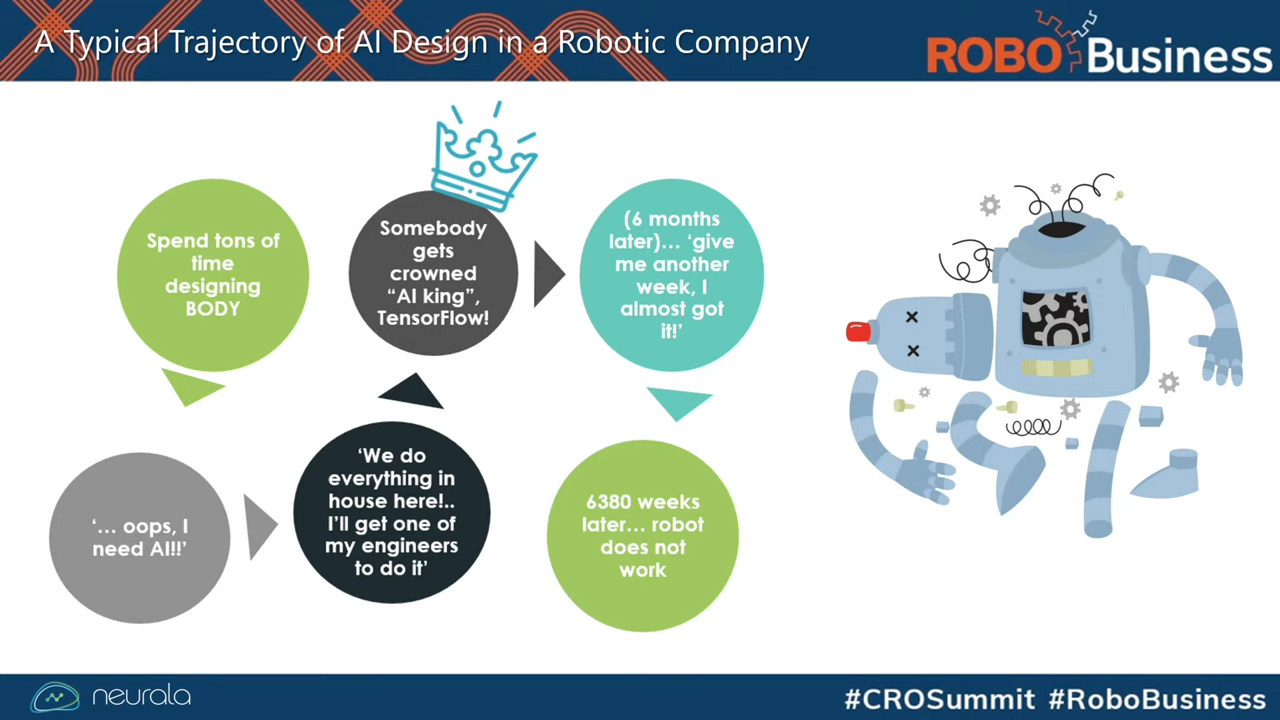 A Typical Trajectory of AI Design in a Robotic Company
ROBO Business
Spend tons of
time
designing
BODY
‘... oops, I
need AI!!’
‘We do
everything in
house here!..
I’ll get one of
my engineers
to do it’
Somebody
gets
crowned
“AI king”,
TensorFlow!
(6 months
later)... ‘give
me another
week, I
almost got
it!’
6380 weeks
later... robot
does not
work
neurala
#CROSummit #RoboBusiness